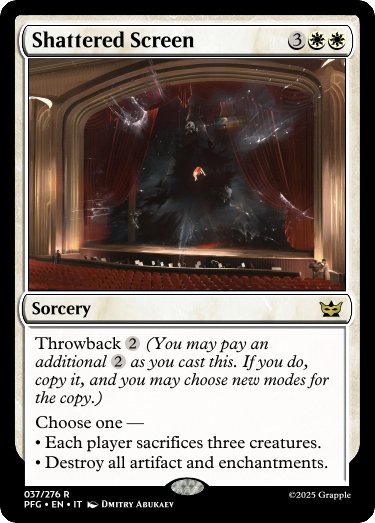 Shattered Screen 3
Sorcery
Throwback 2 (You may pay an
additional 2 as you cast this. If you do,
copy it, and you may choose new modes for
the copy.)
Choose one —
• Each player sacrifices three creatures.
• Destroy all artifact and enchantments.
037/276 R
PFG • EN • IT Dmitry Abukaev
©2025 Grapple